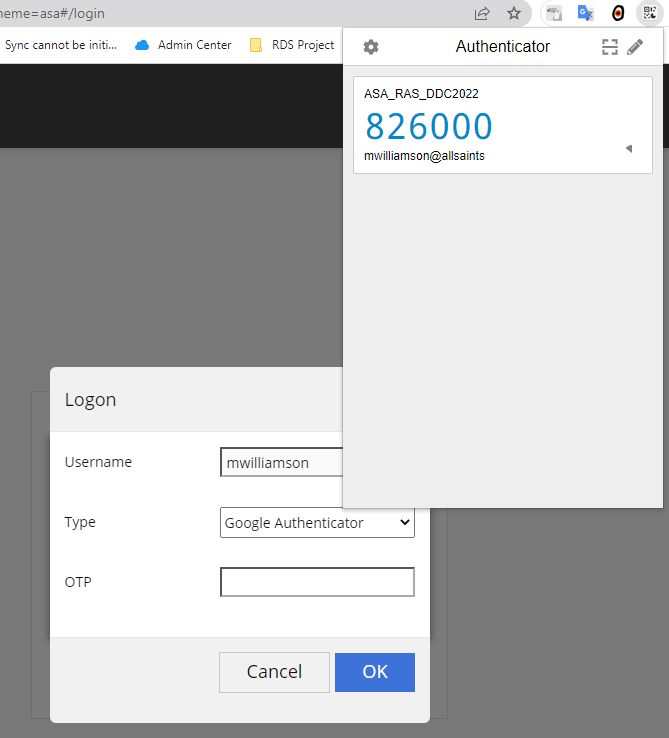 heme=asa#/login
Sync cannot be initi... Admin Center RDS Project
Authenticator
ASA_RAS_DDC2022
826000
mwilliamson@allsaints
Logon
Username mwilliamson
Type Google Authenticator
OTP
Cancel OK